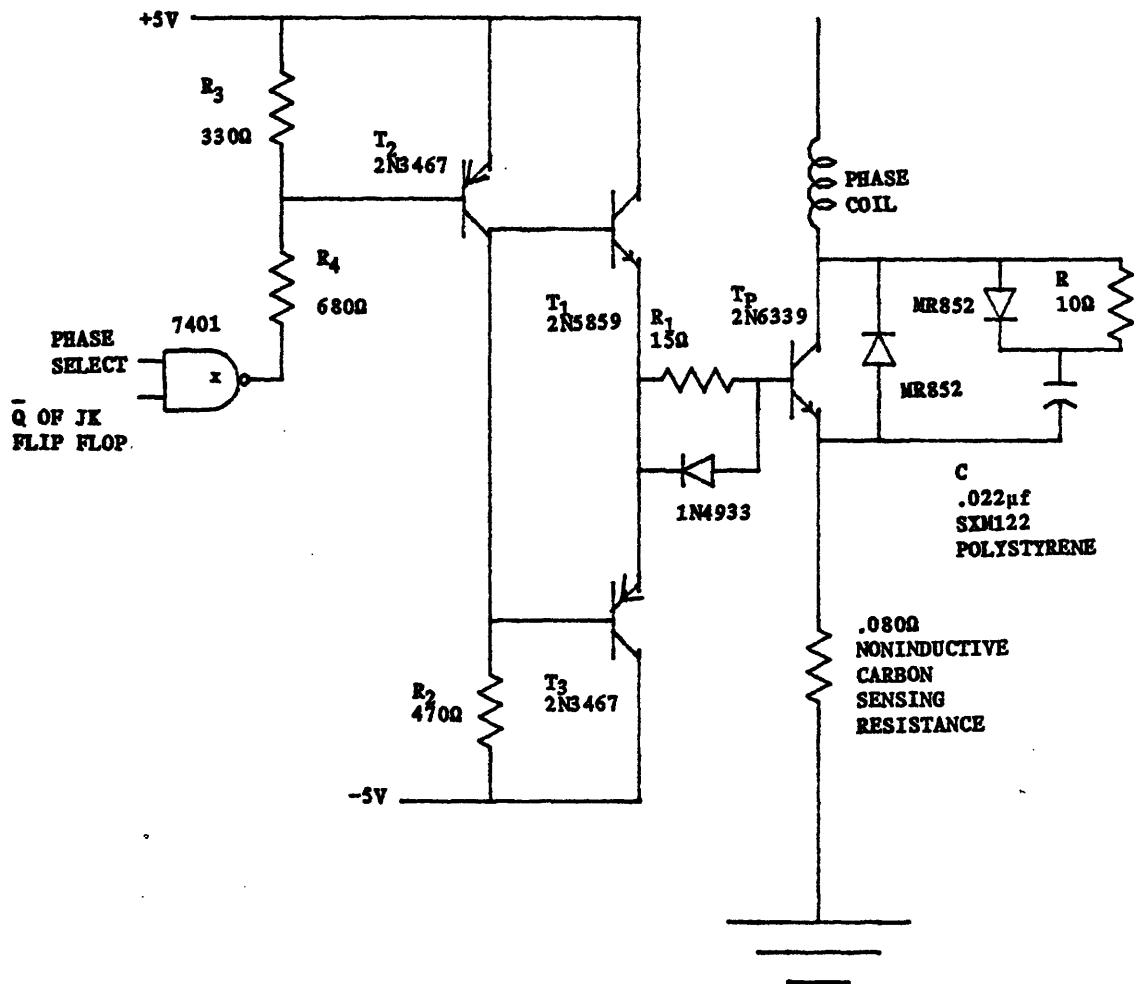 +5V
R3
330Ω
T2
2N3467
R4
680Ω
7401
PHASE
SELECT
x
Q̅ OF JK
FLIP FLOP
T1
2N5859
R1
15Ω
1N4933
TP
2N6339
PHASE
COIL
MR852
MR852
R
10Ω
C
.022µf
SXM122
POLYSTYRENE
R2
470Ω
T3
2N3467
-5V
.080Ω
NONINDUCTIVE
CARBON
SENSING
RESISTANCE